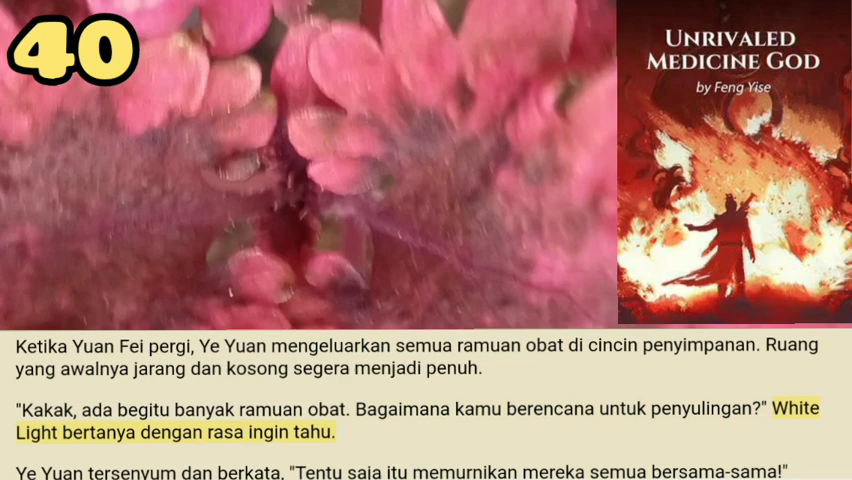 40
UNRIVALED
MEDICINE GOD
by Feng Yise
Ketika Yuan Fei pergi, Ye Yuan mengeluarkan semua ramuan obat di cincin penyimpanan. Ruang
yang awalnya jarang dan kosong segera menjadi penuh.
"Kakak, ada begitu banyak ramuan obat. Bagaimana kamu berencana untuk penyulingan?" White
Light bertanya dengan rasa ingin tahu.
Ye Yuan tersenyum dan berkata, "Tentu saja itu memurnikan mereka semua bersama-sama!"